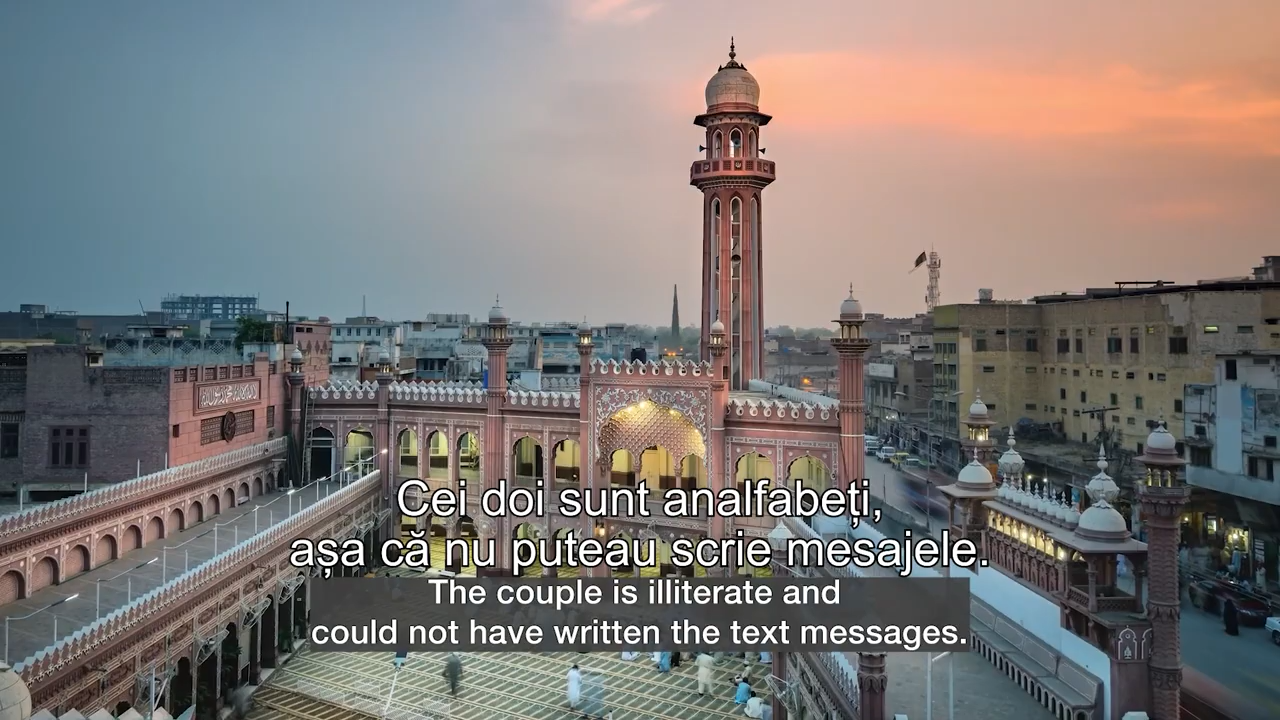 Cei doi sunt analfabeți,
așa că nu puteau scrie mesajele.
The couple is illiterate and
could not have written the text messages.